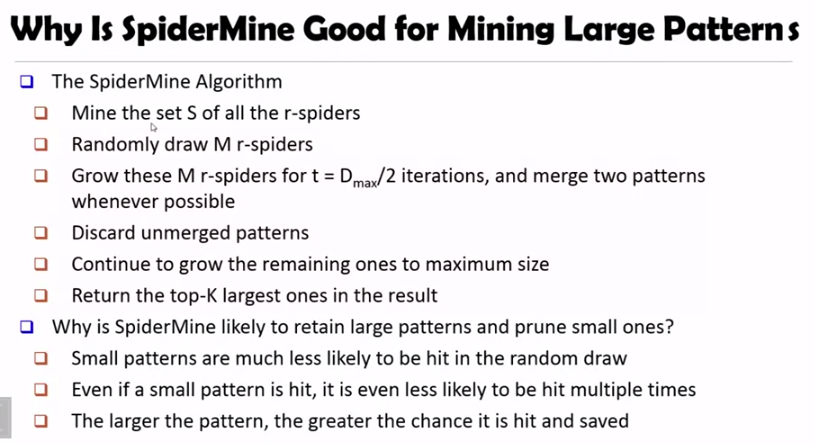 Why Is SpiderMine Good for Mining Large Patterns
The SpiderMine Algorithm
Mine the set S of all the r-spiders
Randomly draw M r-spiders
Grow these M r-spiders for t = Dmax/2 iterations, and merge two patterns
whenever possible
Discard unmerged patterns
Continue to grow the remaining ones to maximum size
Return the top-K largest ones in the result
Why is SpiderMine likely to retain large patterns and prune small ones?
Small patterns are much less likely to be hit in the random draw
Even if a small pattern is hit, it is even less likely to be hit multiple times
The larger the pattern, the greater the chance it is hit and saved